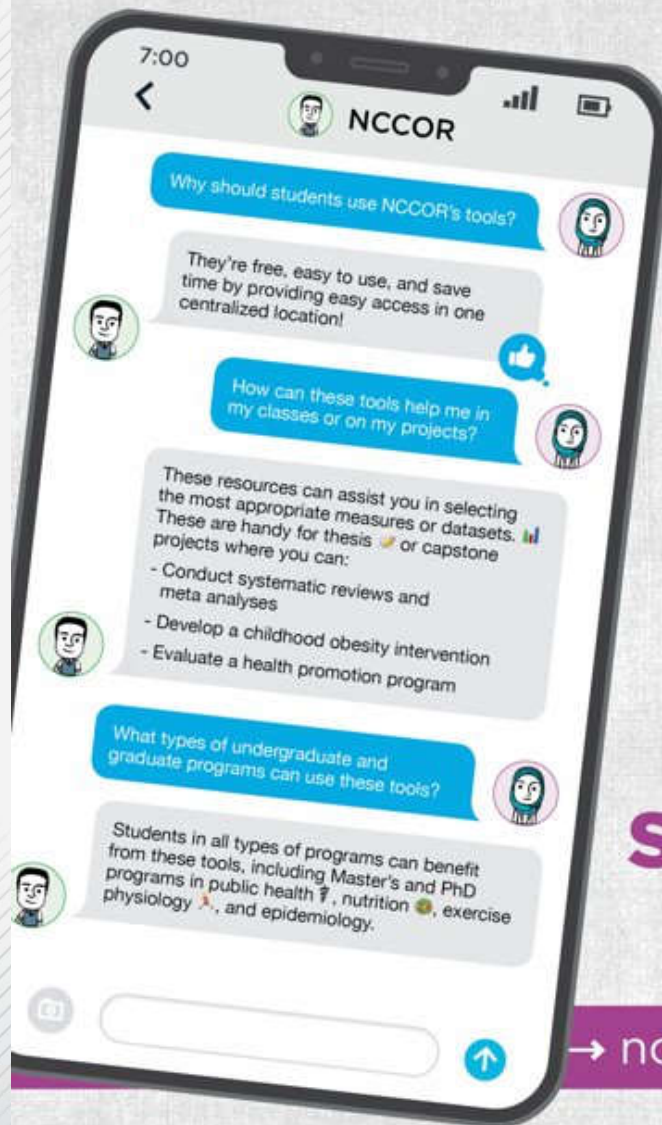 7:00
NCCOR
Why should students use NCCOR's tools?
They're free, easy to use, and save
time by providing easy access in one
centralized location!
How can these tools help me in
my classes or on my projects?
These resources can assist you in selecting
the most appropriate measures or datasets. 📊
These are handy for thesis or capstone
projects where you can:
- Conduct systematic reviews and
meta analyses
- Develop a childhood obesity intervention
- Evaluate a health promotion program
What types of undergraduate and
graduate programs can use these tools?
Students in all types of programs can benefit
from these tools, including Master's and PhD
programs in public health, nutrition, exercise
physiology, and epidemiology.